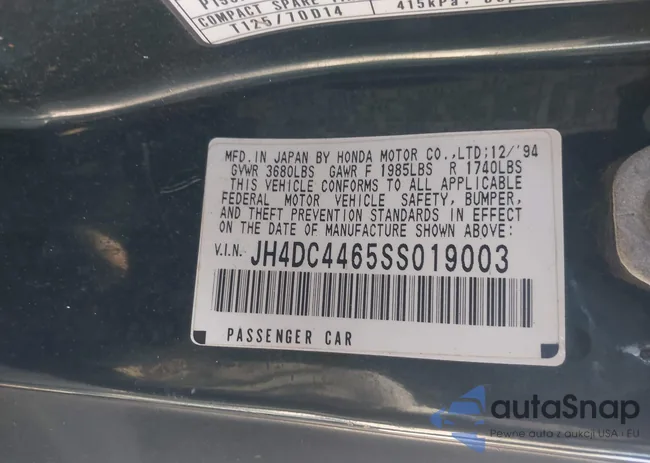 COMPACT SPARE
T125/70D14
415kPa.
MFD. IN JAPAN BY HONDA MOTOR CO.,LTD;12/'94
GVWR 3680LBS GAWR F 1985LBS R 1740LBS
THIS VEHICLE CONFORMS TO ALL APPLICABLE
FEDERAL MOTOR VEHICLE SAFETY, BUMPER,
AND THEFT PREVENTION STANDARDS IN EFFECT
ON THE DATE OF MANUFACTURE SHOWN ABOVE:
V.I.N. JH4DC4465SS019003
PASSENGER CAR
autaSnap
Pewne auta z aukcji USA i EU